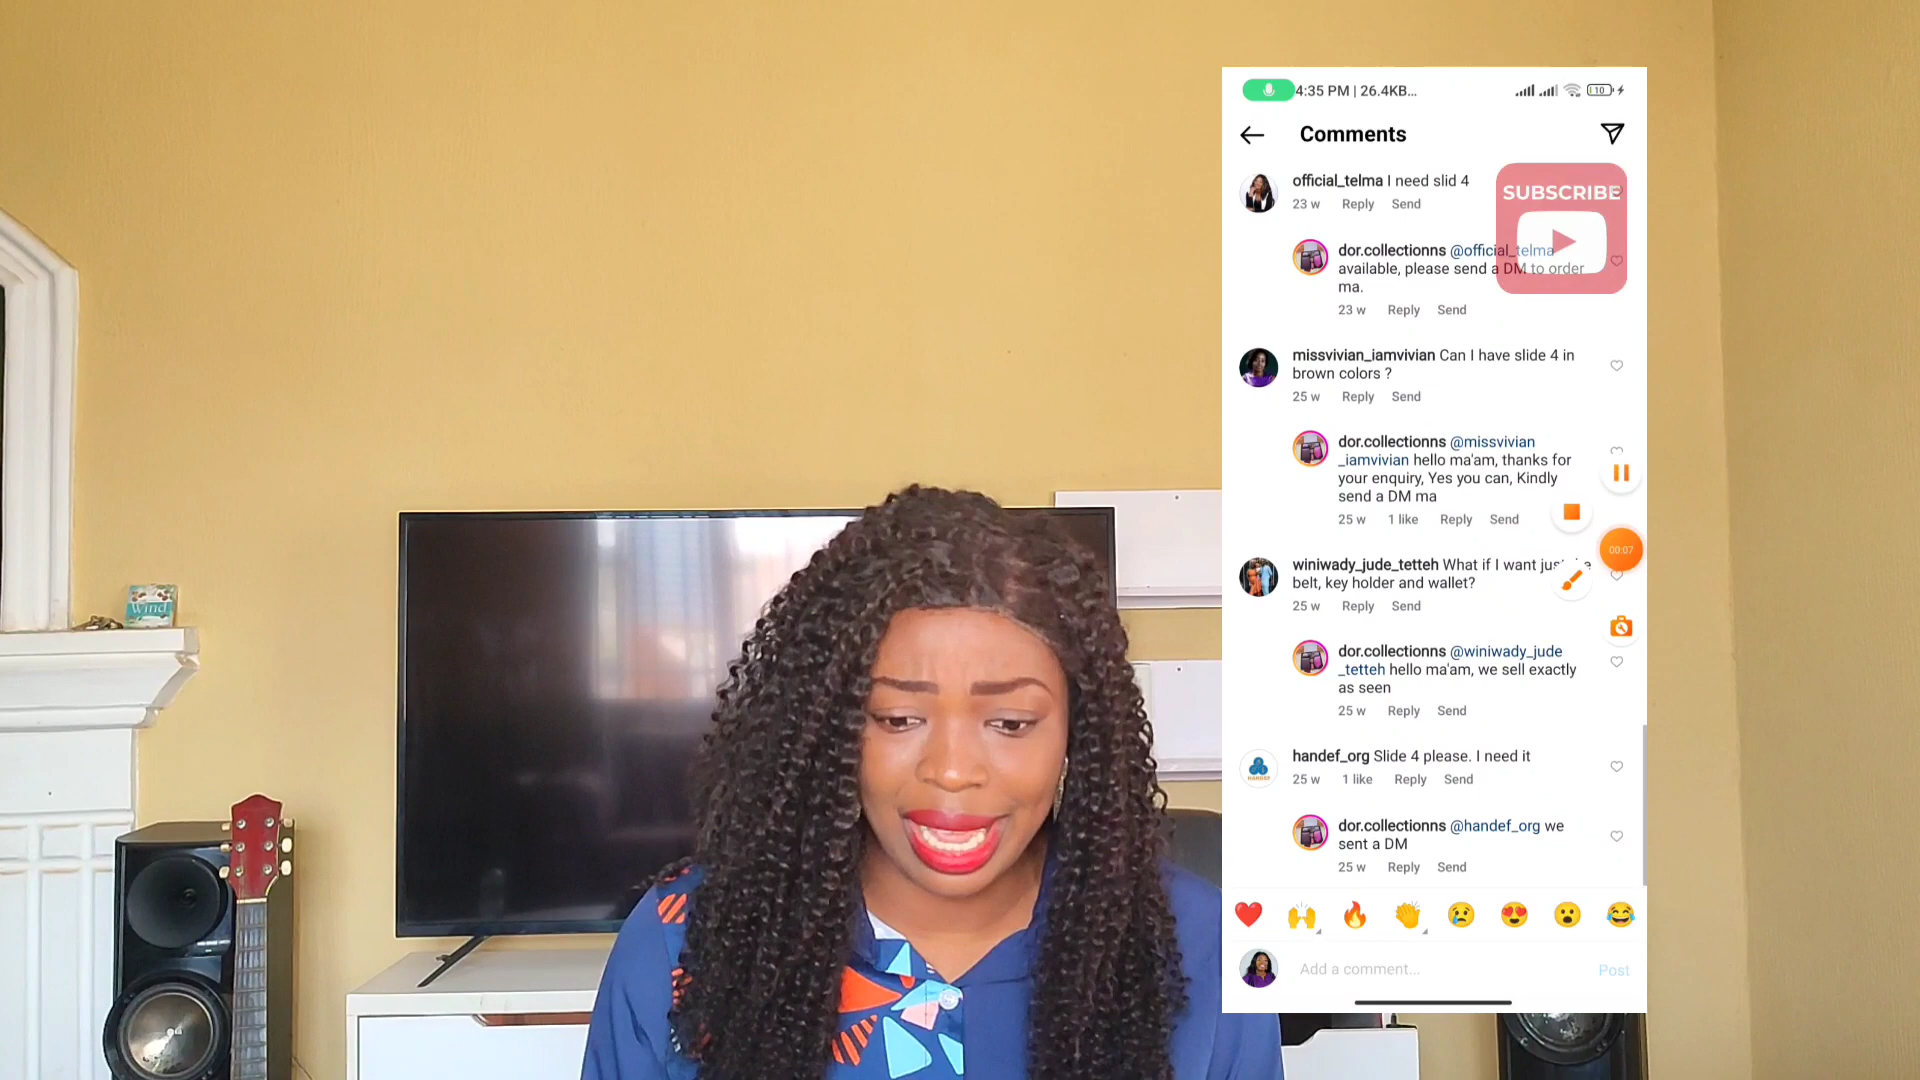 4:35 PM | 26.4KB...
10
Comments
official_telma I need slid 4
23 w Reply Send
SUBSCRIBE
dor.collectionns @official_telma
available, please send a DM to order
ma.
23 w Reply Send
missvivian_iamvivian Can I have slide 4 in
brown colors ?
25 w Reply Send
dor.collectionns @missvivian
_iamvivian hello ma'am, thanks for
your enquiry, Yes you can, Kindly
send a DM ma
25 w 1 like Reply Send
00:07
winiwady_jude_tetteh What if I want
belt, key holder and wallet?
25 w Reply Send
dor.collectionns @winiwady_jude
_tetteh hello ma'am, we sell exactly
as seen
25 w Reply Send
handef_org Slide 4 please. I need it
25 w 1 like Reply Send
dor.collectionns @handef_org we
sent a DM
25 w Reply Send
Add a comment...
Post
Wind
LG